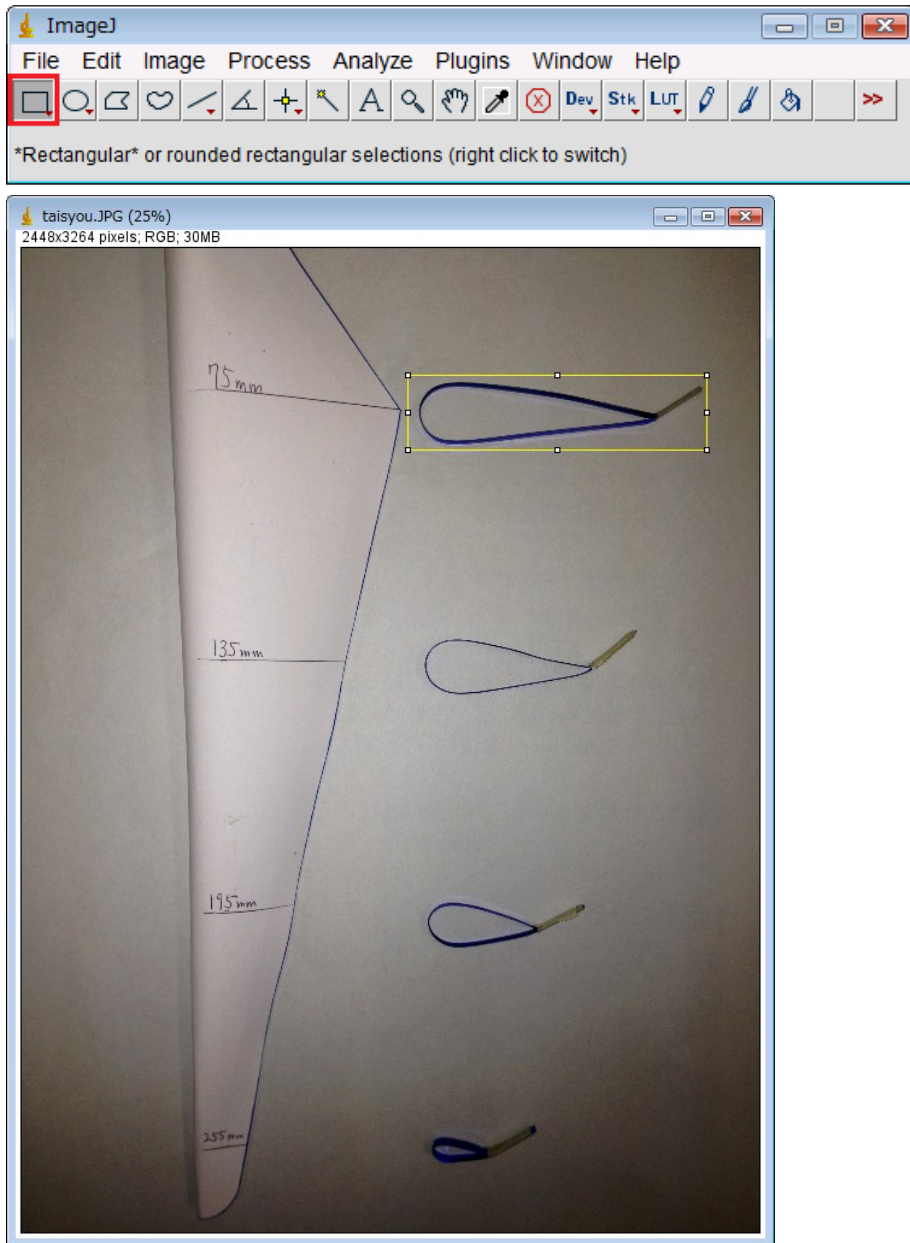 ImageJ
File Edit Image Process Analyze Plugins Window Help
A Dev Stk LUT >>
*Rectangular* or rounded rectangular selections (right click to switch)
taisyou.JPG (25%)
2448x3264 pixels; RGB; 30MB
75mm
135mm
195mm
255mm